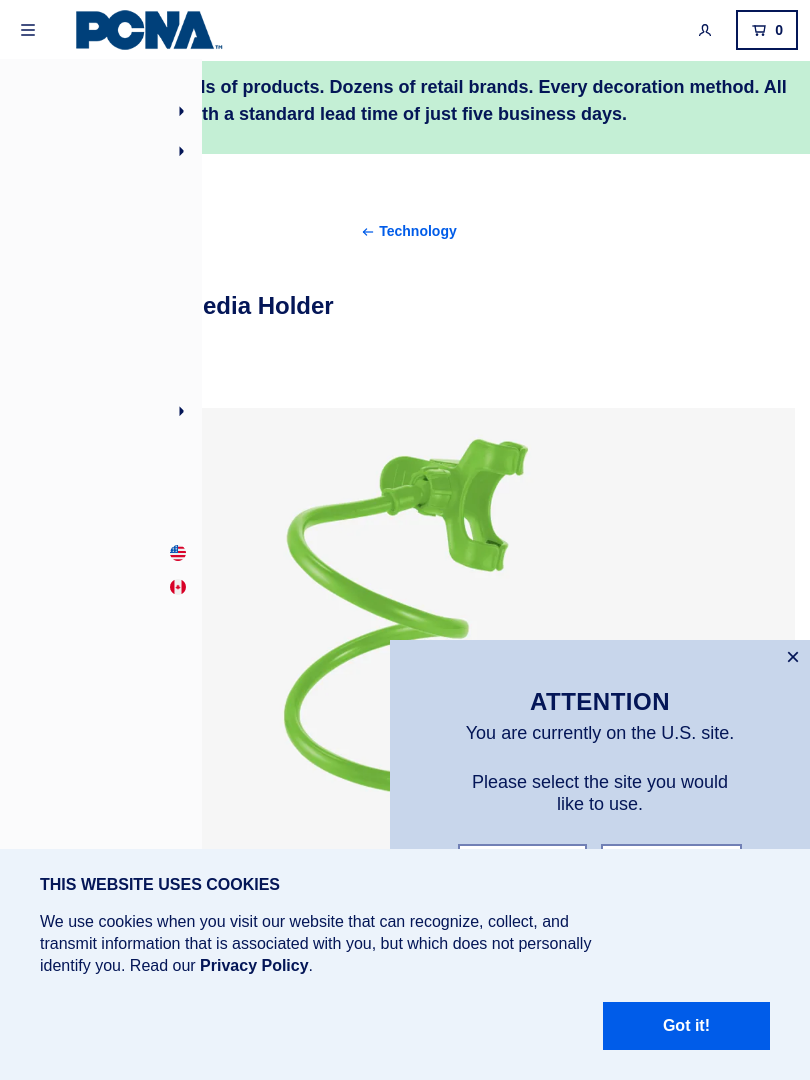 PCNA™
0
of products. Dozens of retail brands. Every decoration method. All
a standard lead time of just five business days.
Technology
Holder
ATTENTION
You are currently on the U.S. site.
Please select the site you would
like to use.
THIS WEBSITE USES COOKIES
We use cookies when you visit our website that can recognize, collect, and
transmit information that is associated with you, but which does not personally
identify you. Read our Privacy Policy.
Got it!